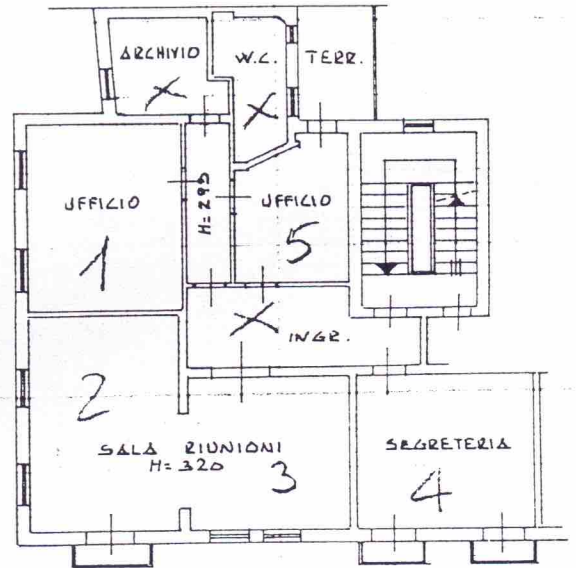 ARCHIVIO
X
W.C.
X
TERR.
UFFICIO
1
H=295
UFFICIO
5
X
INGR.
2
SALA RIUNIONI
H=320
3
SEGRETERIA
4